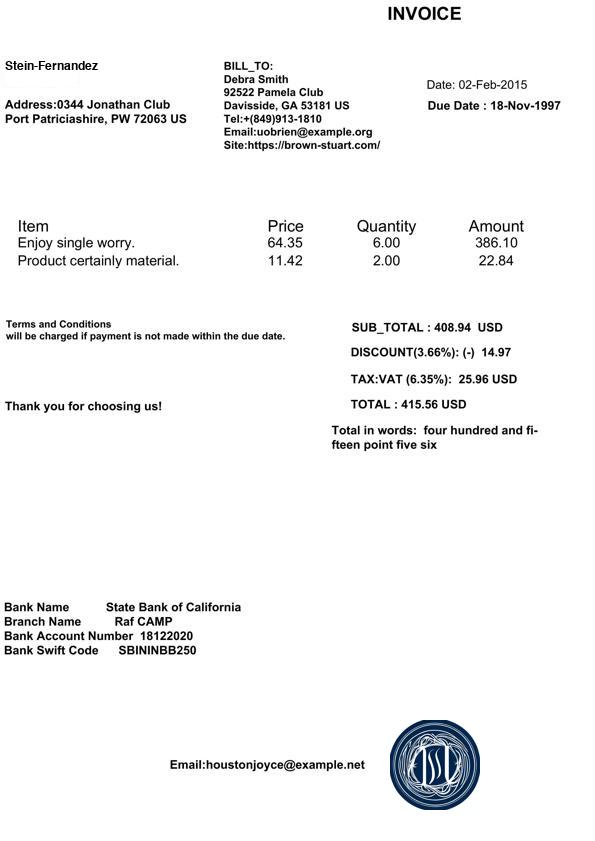 INVOICE
Stein-Fernandez
Address:0344 Jonathan Club
Port Patriciashire, PW 72063 US
BILL_TO:
Debra Smith
92522 Pamela Club
Davisside, GA 53181 US
Tel:+(849)913-1810
Email:uobrien@example.org
Site:https://brown-stuart.com/
Date: 02-Feb-2015
Due Date : 18-Nov-1997
Item Price Quantity Amount
Enjoy single worry. 64.35 6.00 386.10
Product certainly material. 11.42 2.00 22.84
Terms and Conditions
will be charged if payment is not made within the due date.
SUB_TOTAL : 408.94 USD
DISCOUNT(3.66%): (-) 14.97
TAX:VAT (6.35%): 25.96 USD
TOTAL : 415.56 USD
Thank you for choosing us!
Total in words: four hundred and fi-
fteen point five six
Bank Name State Bank of California
Branch Name Raf CAMP
Bank Account Number 18122020
Bank Swift Code SBININBB250
Email:houstonjoyce@example.net